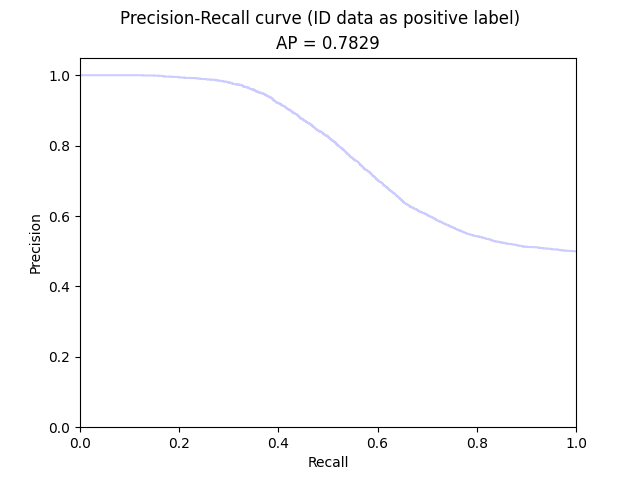 Precision-Recall curve (ID data as positive label)
AP = 0.7829
1.0
0.8
0.6
0.4
0.2
0.0
Precision
0.0 0.2 0.4 0.6 0.8 1.0
Recall